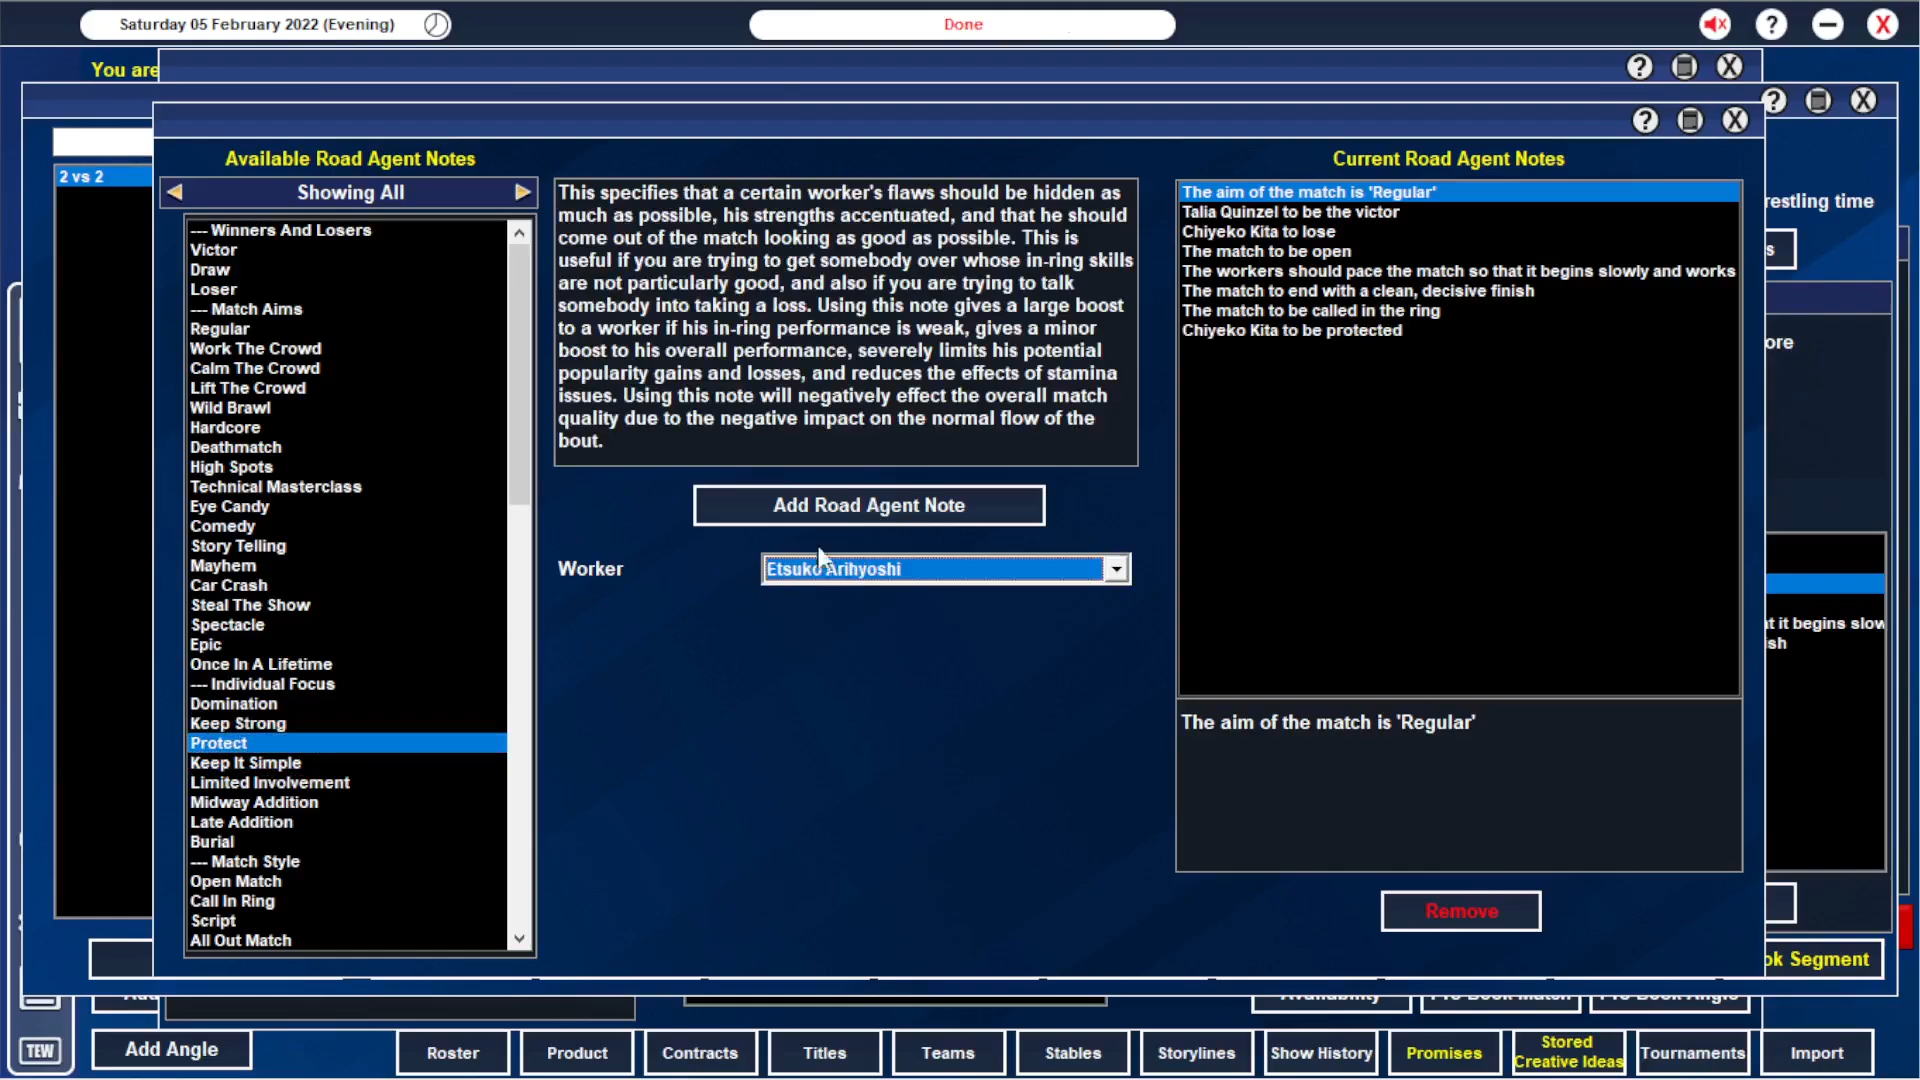 Saturday 05 February 2022 (Evening)
Done
You are
Available Road Agent Notes
Showing All
2 vs 2
--- Winners And Losers
Victor
Draw
Loser
--- Match Aims
Regular
Work The Crowd
Calm The Crowd
Lift The Crowd
Wild Brawl
Hardcore
Deathmatch
High Spots
Technical Masterclass
Eye Candy
Comedy
Story Telling
Mayhem
Car Crash
Steal The Show
Spectacle
Epic
Once In A Lifetime
--- Individual Focus
Domination
Keep Strong
Protect
Keep It Simple
Limited Involvement
Midway Addition
Late Addition
Burial
--- Match Style
Open Match
Call In Ring
Script
All Out Match
This specifies that a certain worker's flaws should be hidden as
much as possible, his strengths accentuated, and that he should
come out of the match looking as good as possible. This is
useful if you are trying to get somebody over whose in-ring skills
are not particularly good, and also if you are trying to talk
somebody into taking a loss. Using this note gives a large boost
to a worker if his in-ring performance is weak, gives a minor
boost to his overall performance, severely limits his potential
popularity gains and losses, and reduces the effects of stamina
issues. Using this note will negatively effect the overall match
quality due to the negative impact on the normal flow of the
bout.
Add Road Agent Note
Worker
Etsuko Arihyoshi
Current Road Agent Notes
The aim of the match is 'Regular'
Talia Quinzel to be the victor
Chiyeko Kita to lose
The match to be open
The workers should pace the match so that it begins slowly and works
The match to end with a clean, decisive finish
The match to be called in the ring
Chiyeko Kita to be protected
The aim of the match is 'Regular'
Remove
restling time
s
ore
t it begins slow
ish
ok Segment
Availability
Pre Book Match
Pre Book Angle
TEW
Add Angle
Roster
Product
Contracts
Titles
Teams
Stables
Storylines
Show History
Promises
Stored
Creative Ideas
Tournaments
Import